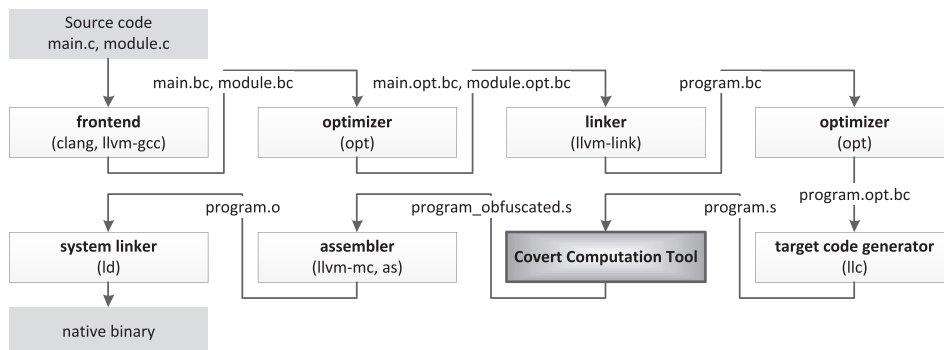 Source code
main.c, module.c
main.bc, module.bc
main.opt.bc, module.opt.bc
program.bc
frontend
(clang, llvm-gcc)
optimizer
(opt)
linker
(llvm-link)
optimizer
(opt)
program.opt.bc
program.o
program_obfuscated.s
program.s
system linker
(ld)
assembler
(llvm-mc, as)
Covert Computation Tool
target code generator
(llc)
native binary